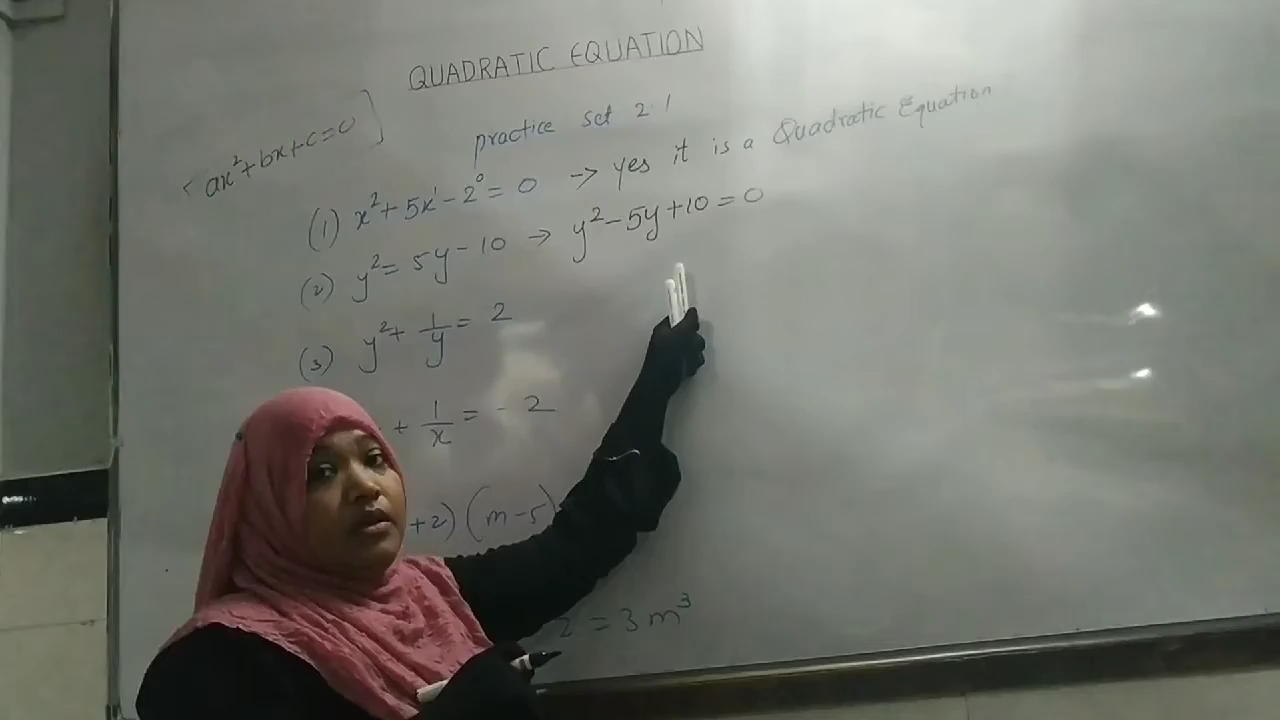 QUADRATIC EQUATION
practice set 2.1
ax²+bx+c=0
(1) x²+5x¹-2⁰=0 → yes it is a Quadratic Equation
(2) y²=5y-10 → y²-5y+10=0
(3) y²+1/y=2
+1/x=-2
+2)(m-5)
2=3m³